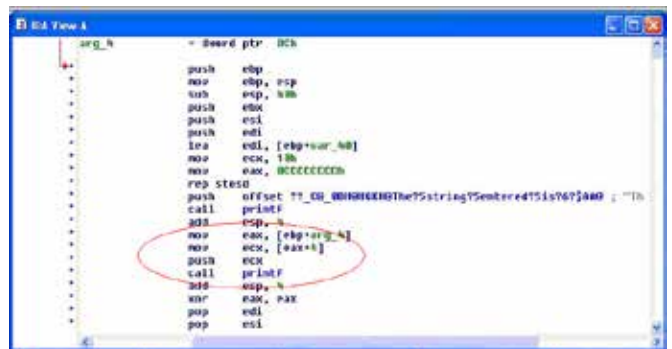 IDA View A
arg_4 = dword ptr 0Ch
push ebp
mov ebp, esp
sub esp, 40h
push ebx
push esi
push edi
lea edi, [ebp+var_40]
mov ecx, 10h
mov eax, 0CCCCCCCCh
rep stosd
push offset
call printf
add esp, 4
mov eax, [ebp+arg_4]
mov ecx, [eax+4]
push ecx
call printf
add esp, 4
xor eax, eax
pop edi
pop esi